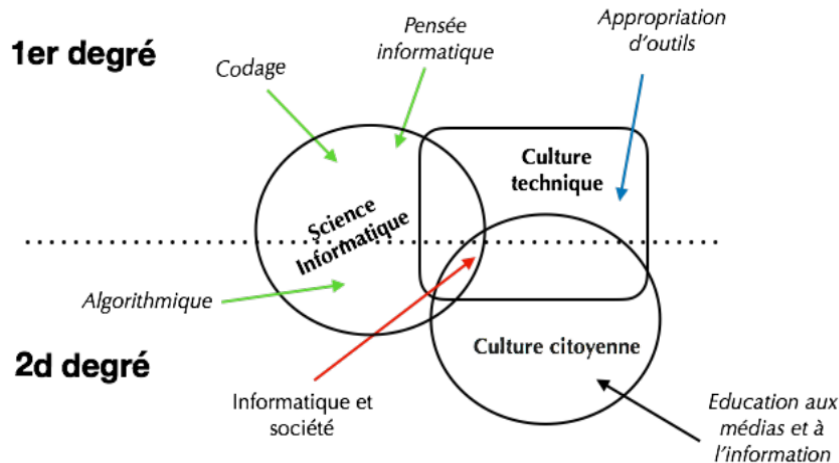 1er degré
Codage
Pensée
informatique
Appropriation
d'outils
Culture
technique
Science
Informatique
Algorithmique
2d degré
Culture citoyenne
Informatique et
société
Education aux
médias et à
l'information